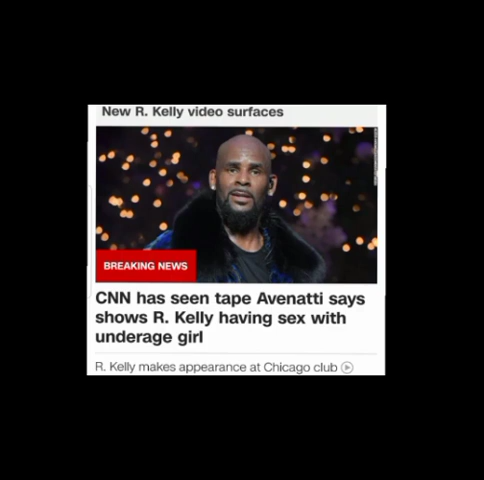 New R. Kelly video surfaces
BREAKING NEWS
CNN has seen tape Avenatti says
shows R. Kelly having sex with
underage girl
R. Kelly makes appearance at Chicago club